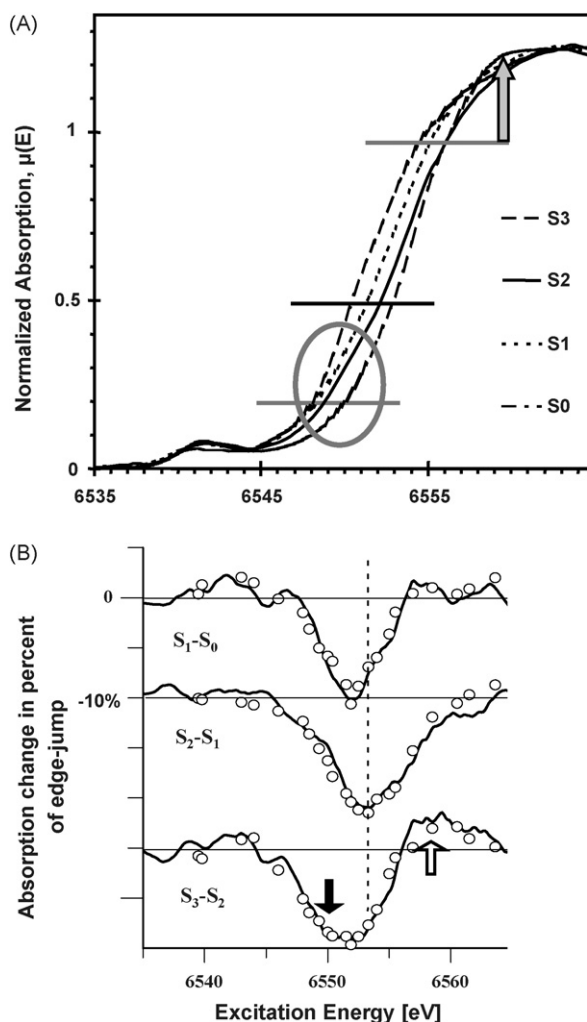 (A)
Normalized Absorption, μ(E)
1
0.5
0
6535
6545
6555
S3
S2
S1
S0
(B)
Absorption change in percent
of edge-jump
0
-10%
S₁-S₀
S₂-S₁
S₃-S₂
6540
6550
6560
Excitation Energy [eV]